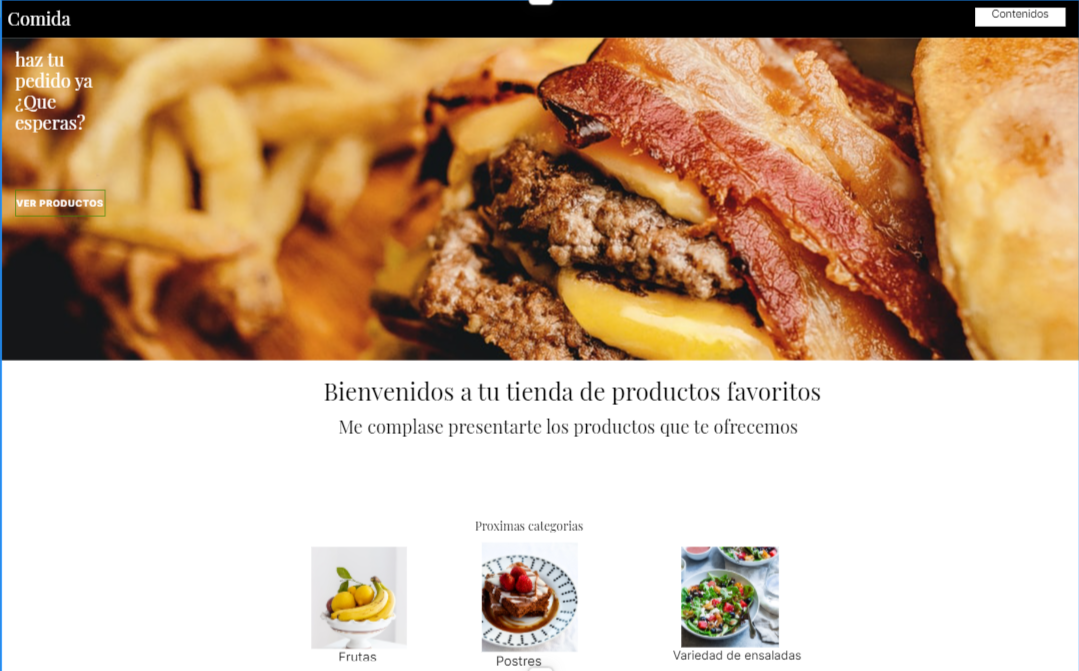 Comida
Contenidos
haz tu
pedido ya
¿Que
esperas?
VER PRODUCTOS
Bienvenidos a tu tienda de productos favoritos
Me complase presentarte los productos que te ofrecemos
Proximas categorias
Frutas
Postres
Variedad de ensaladas